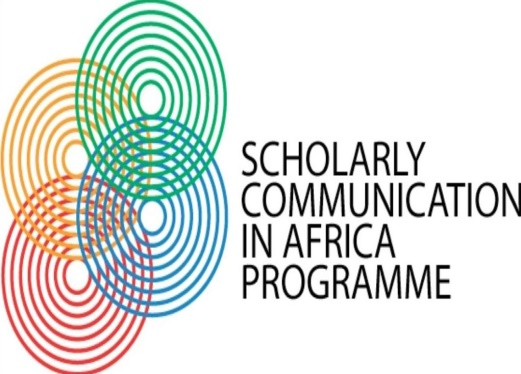 SCHOLARLY
COMMUNICATION
IN AFRICA
PROGRAMME